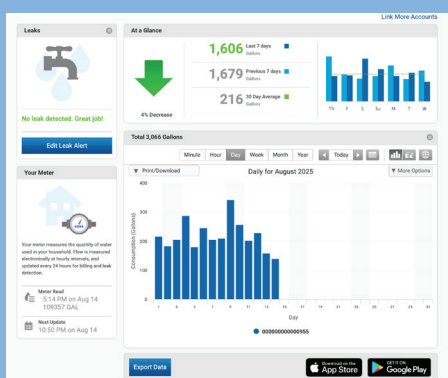 Link More Accounts
Leaks
No leak detected. Great job!
Edit Leak Alert
Your Meter
Your meter measures the quantity of water
used in your household. Flow is measured
electronically at hourly intervals, and
updated every 24 hours for billing and leak
detection.
Meter Read
5:14 PM on Aug 14
109357 GAL
Next Update
10:50 PM on Aug 14
At a Glance
4% Decrease
1,606 Last 7 days
Gallons
1,679 Previous 7 days
Gallons
216 30 Day Average
Gallons
Th F S Su M T W
Total 3,066 Gallons
Minute Hour Day Week Month Year Today
Print/Download
Daily for August 2025
More Options
Consumption (Gallons)
400
300
200
100
0
1 3 5 7 9 11 13 15 17 19 21 23 25 27 29 31
Day
Export Data
Download on the
App Store
GET IT ON
Google Play